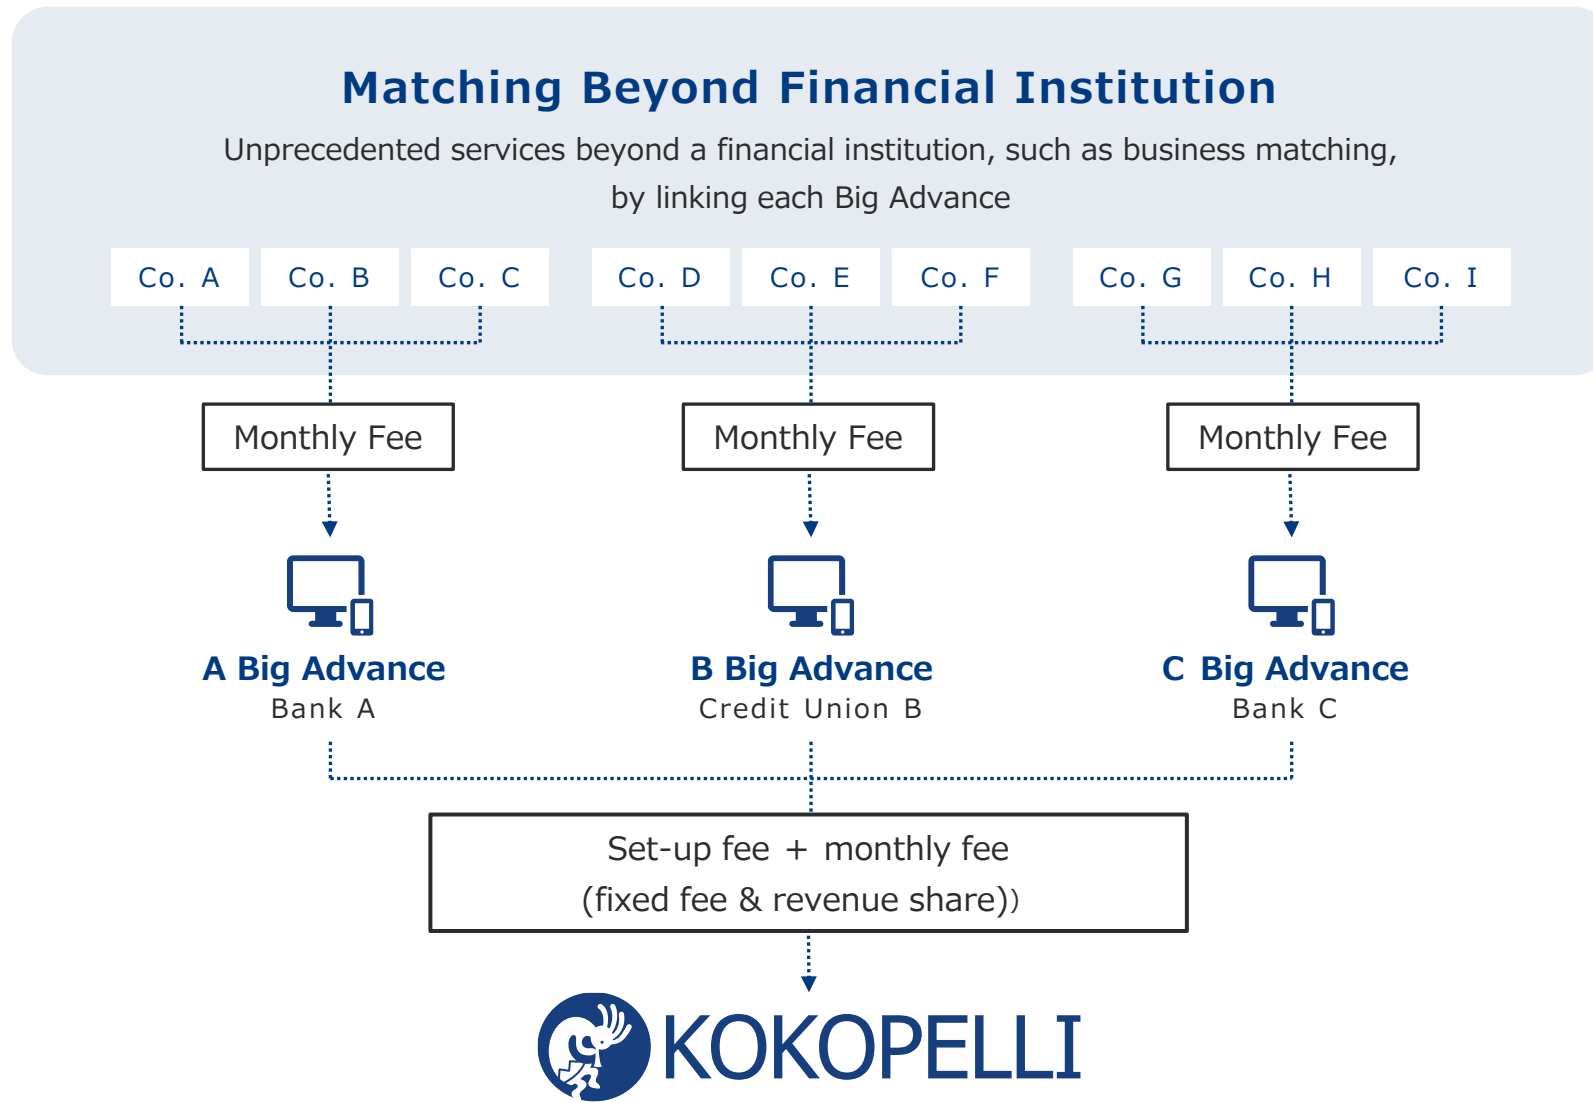 Matching Beyond Financial Institution
Unprecedented services beyond a financial institution, such as business matching,
by linking each Big Advance
Co. A Co. B Co. C Co. D Co. E Co. F Co. G Co. H Co. I
Monthly Fee Monthly Fee Monthly Fee
A Big Advance B Big Advance C Big Advance
Bank A Credit Union B Bank C
Set-up fee + monthly fee
(fixed fee & revenue share))
KOKOPELLI